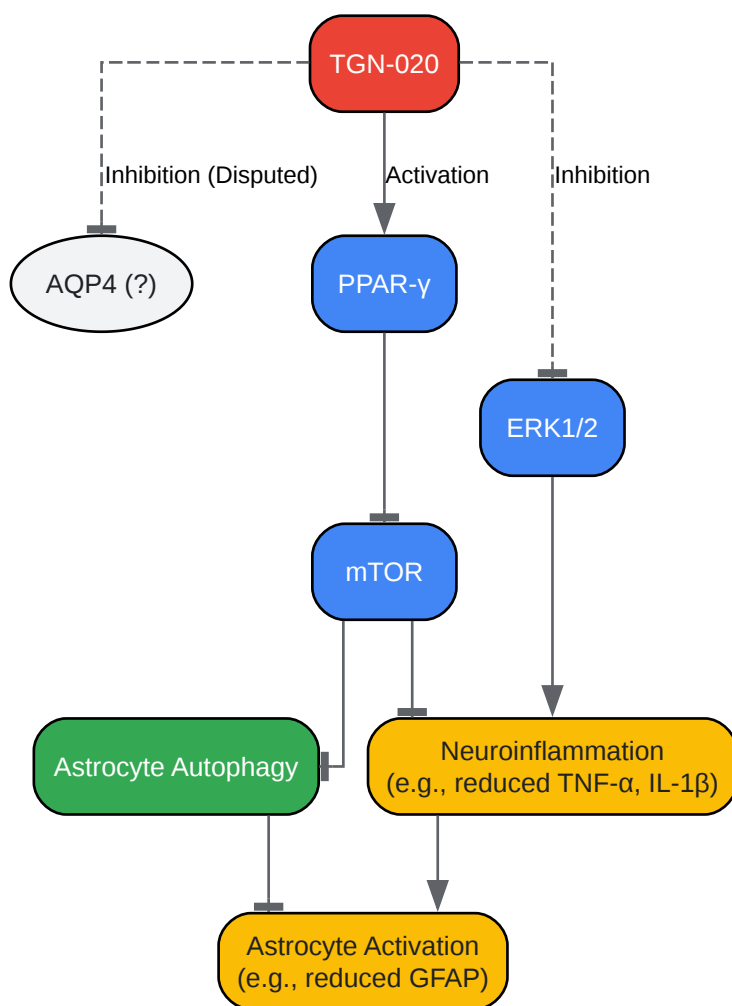 TGN-020
Inhibition (Disputed)
Activation
Inhibition
AQP4 (?)
PPAR-γ
ERK1/2
mTOR
Astrocyte Autophagy
Neuroinflammation
(e.g., reduced TNF-α, IL-1β)
Astrocyte Activation
(e.g., reduced GFAP)